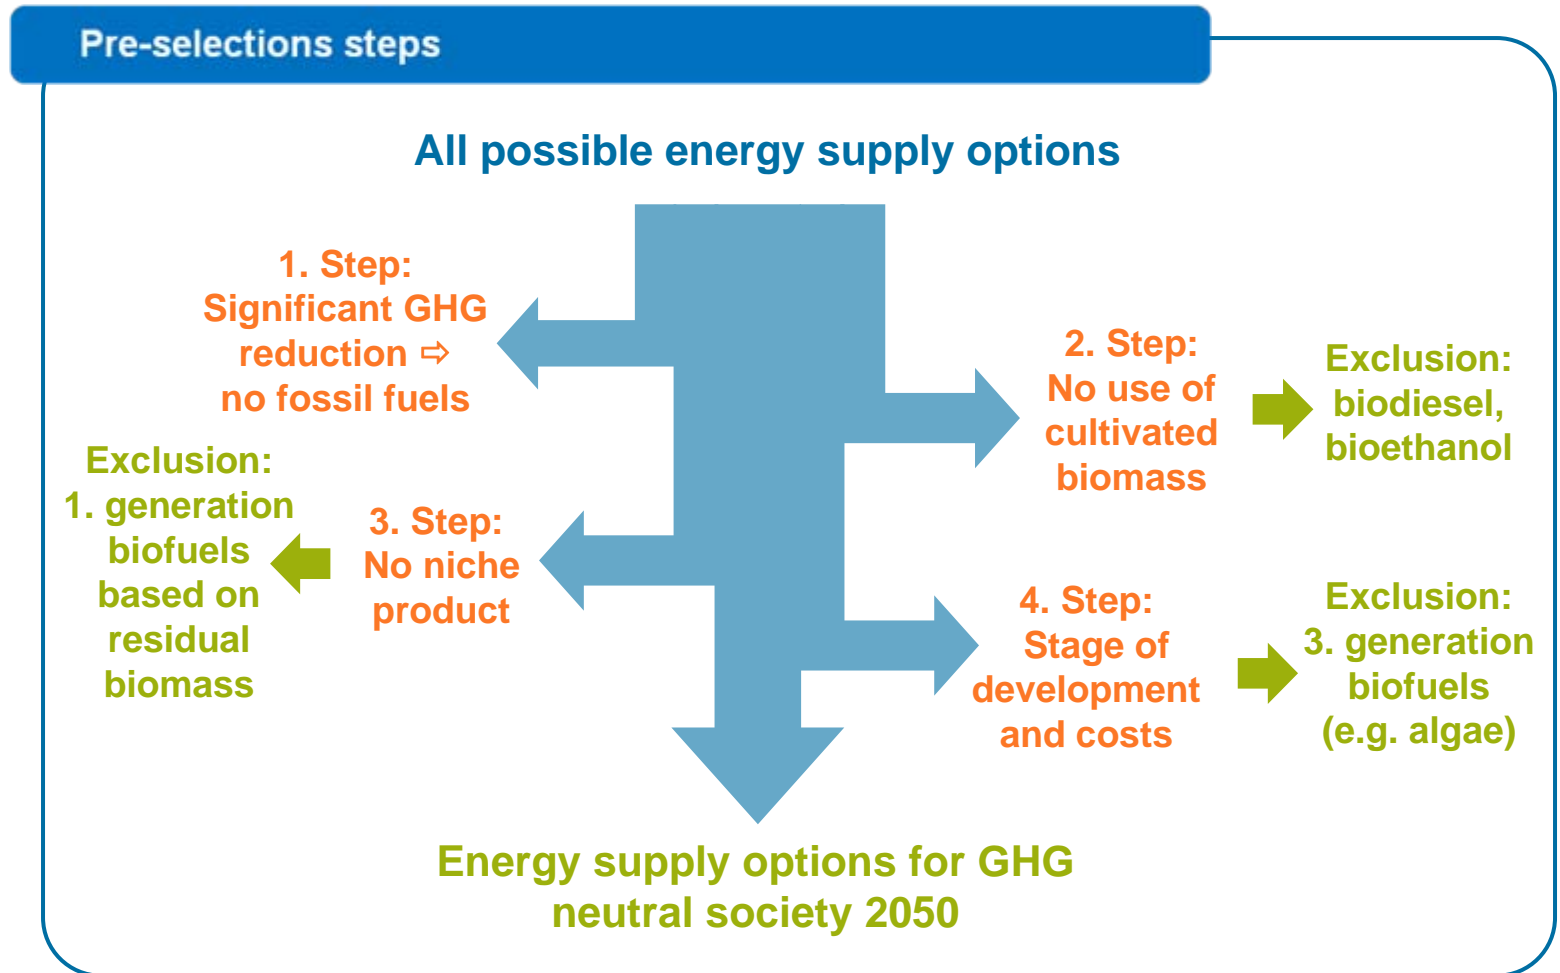 Pre-selections steps
All possible energy supply options
1. Step:
Significant GHG
reduction ⇨
no fossil fuels
2. Step:
No use of
cultivated
biomass
Exclusion:
biodiesel,
bioethanol
3. Step:
No niche
product
Exclusion:
1. generation
biofuels
based on
residual
biomass
4. Step:
Stage of
development
and costs
Exclusion:
3. generation
biofuels
(e.g. algae)
Energy supply options for GHG
neutral society 2050